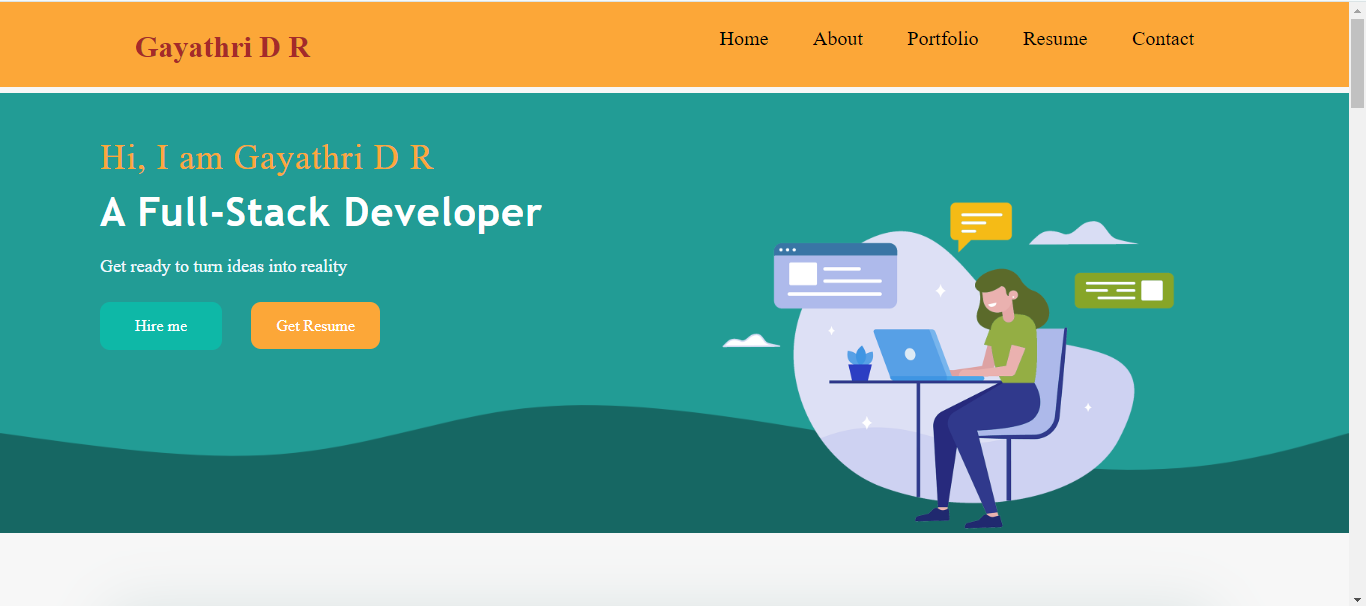 Gayathri D R
Home About Portfolio Resume Contact
Hi, I am Gayathri D R
A Full-Stack Developer
Get ready to turn ideas into reality
Hire me Get Resume